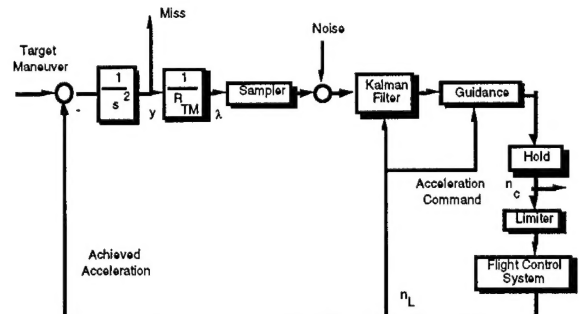 Miss
Target
Maneuver
Noise
1
s 2
1
R TM
Sampler
Kalman
Filter
Guidance
-
y
λ
Hold
n c
Acceleration
Command
Limiter
Achieved
Acceleration
Flight Control
System
n L